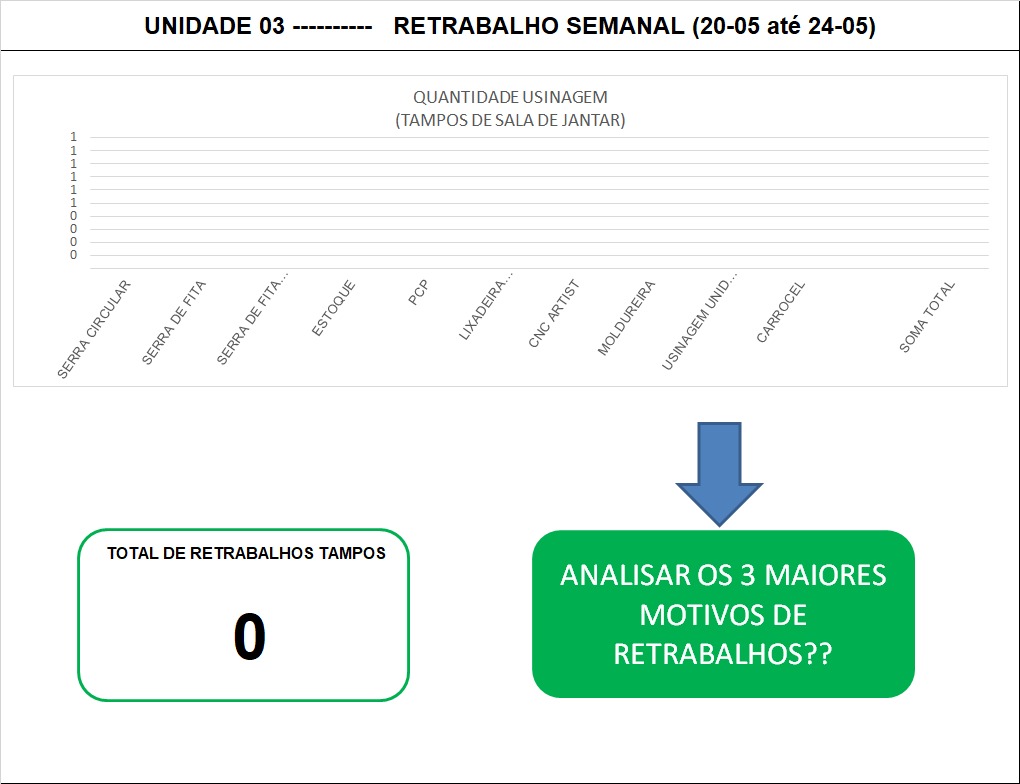 UNIDADE 03 ---------- RETRABALHO SEMANAL (20-05 até 24-05)
QUANTIDADE USINAGEM
(TAMPOS DE SALA DE JANTAR)
1
1
1
1
1
1
0
0
0
0
SERRA CIRCULAR
SERRA DE FITA
SERRA DE FITA...
ESTOQUE
PCP
LIXADEIRA...
CNC ARTIST
MOLDUREIRA
USINAGEM UNID...
CARROCEL
SOMA TOTAL
TOTAL DE RETRABALHOS TAMPOS
0
ANALISAR OS 3 MAIORES
MOTIVOS DE
RETRABALHOS??